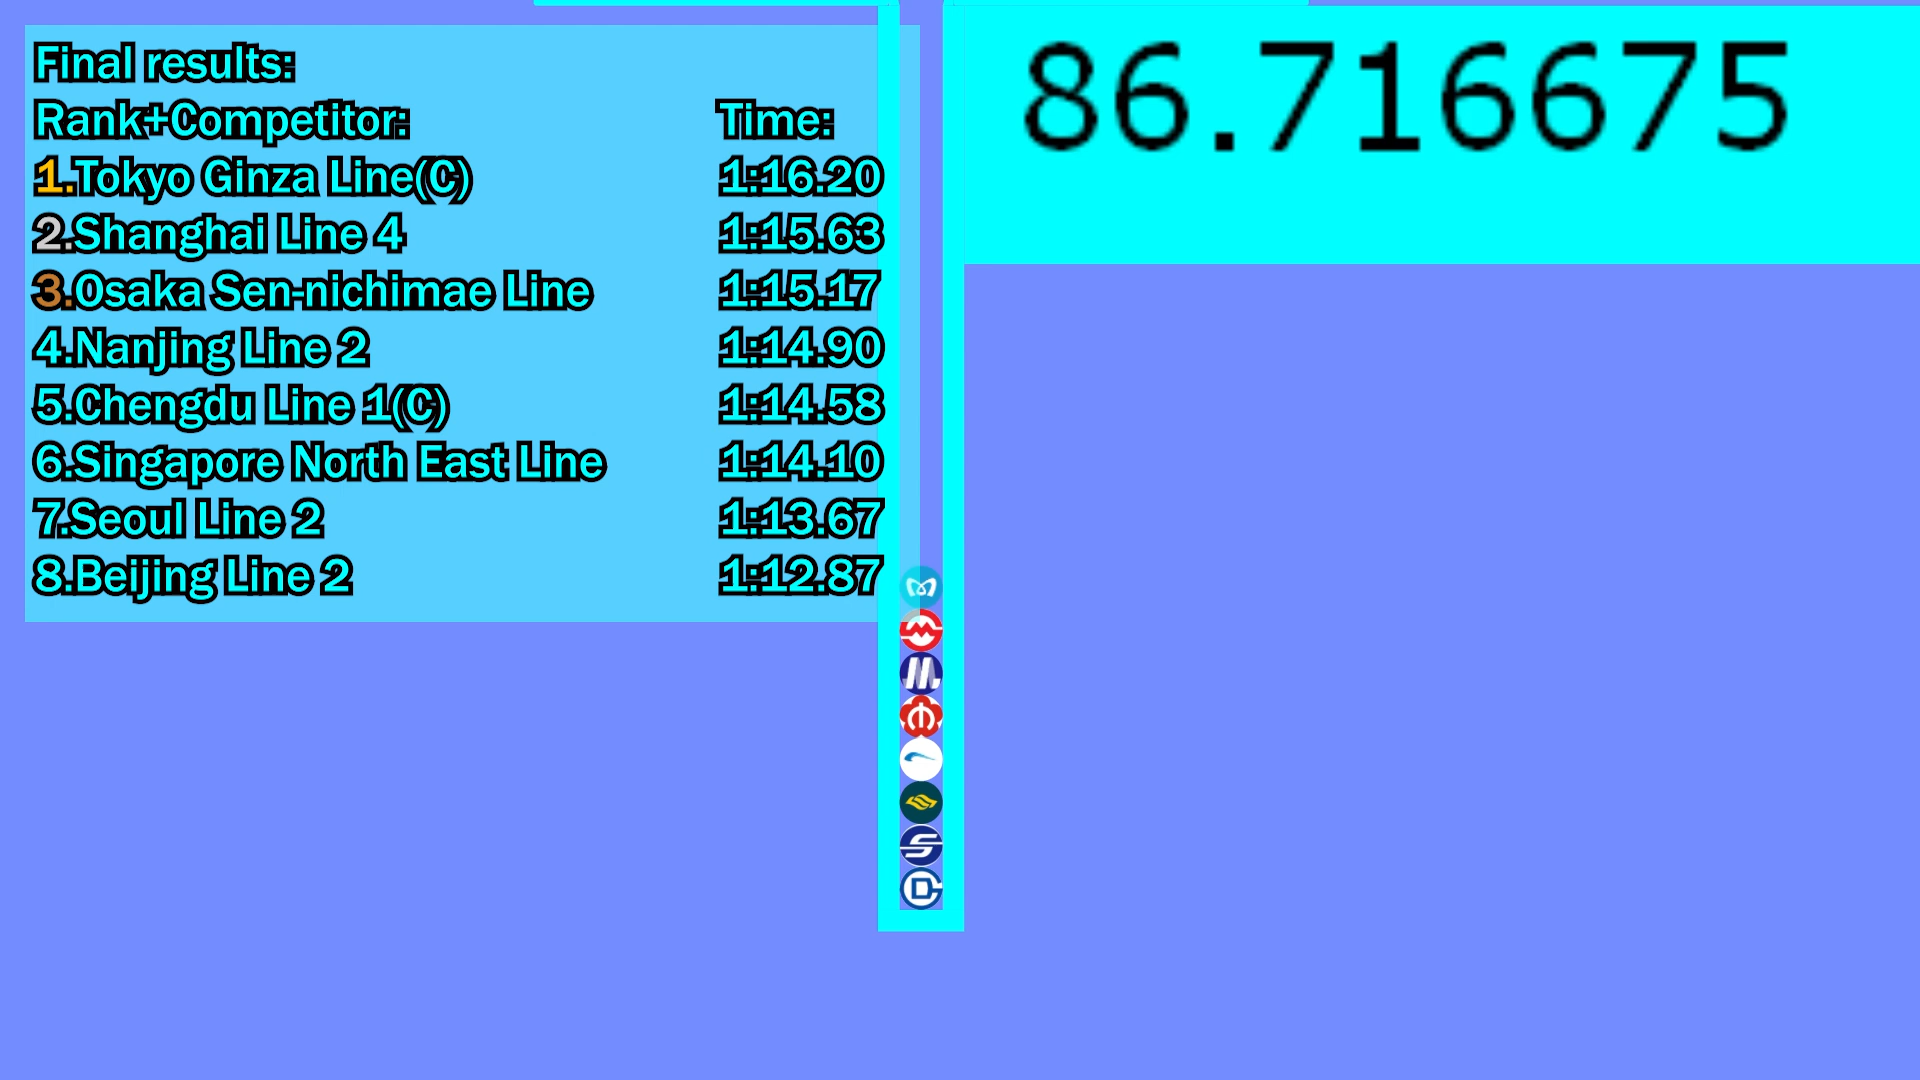 Final results:
Rank+Competitor: Time:
1.Tokyo Ginza Line(C) 1:16.20
2.Shanghai Line 4 1:15.63
3.Osaka Sen-nichimae Line 1:15.17
4.Nanjing Line 2 1:14.90
5.Chengdu Line 1(C) 1:14.58
6.Singapore North East Line 1:14.10
7.Seoul Line 2 1:13.67
8.Beijing Line 2 1:12.87
86.716675